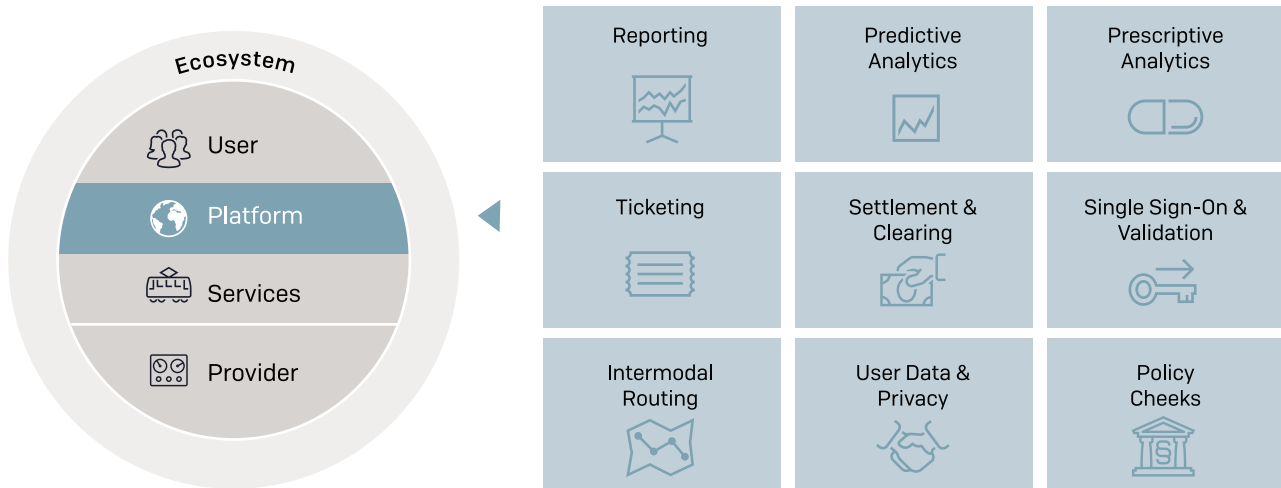 Ecosystem
User
Platform
Services
Provider
Reporting
Predictive
Analytics
Prescriptive
Analytics
Ticketing
Settlement &
Clearing
Single Sign-On &
Validation
Intermodal
Routing
User Data &
Privacy
Policy
Cheeks
§